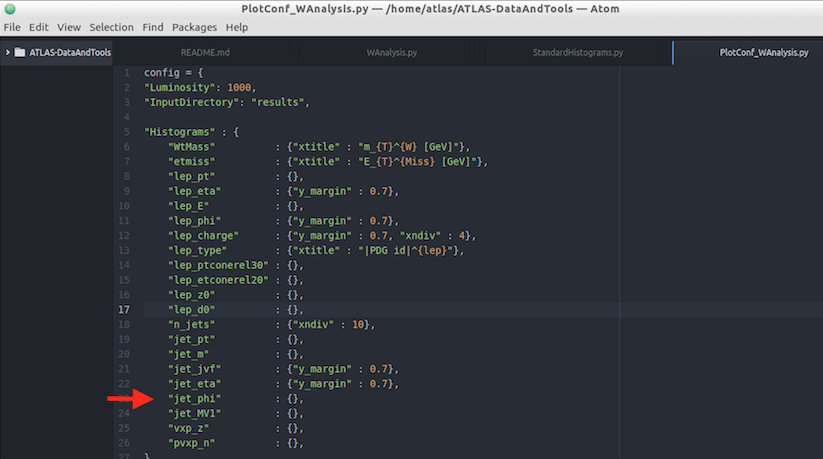 PlotConf_WAnalysis.py — /home/atlas/ATLAS-DataAndTools — Atom
File Edit View Selection Find Packages Help
ATLAS-DataAndTools README.md WAnalysis.py StandardHistograms.py PlotConf_WAnalysis.py
1 config = {
2 "Luminosity": 1000,
3 "InputDirectory": "results",
4
5 "Histograms" : {
6 "WtMass" : {"xtitle" : "m_{T}^{W} [GeV]"},
7 "etmiss" : {"xtitle" : "E_{T}^{Miss} [GeV]"},
8 "lep_pt" : {},
9 "lep_eta" : {"y_margin" : 0.7},
10 "lep_E" : {},
11 "lep_phi" : {"y_margin" : 0.7},
12 "lep_charge" : {"y_margin" : 0.7, "xndiv" : 4},
13 "lep_type" : {"xtitle" : "|PDG id|^{lep}"},
14 "lep_ptconerel30" : {},
15 "lep_etconerel20" : {},
16 "lep_z0" : {},
17 "lep_d0" : {},
18 "n_jets" : {"xndiv" : 10},
19 "jet_pt" : {},
20 "jet_m" : {},
21 "jet_jvf" : {"y_margin" : 0.7},
22 "jet_eta" : {"y_margin" : 0.7},
"jet_phi" : {},
24 "jet_MV1" : {},
25 "vxp_z" : {},
26 "pvxp_n" : {},
27 }